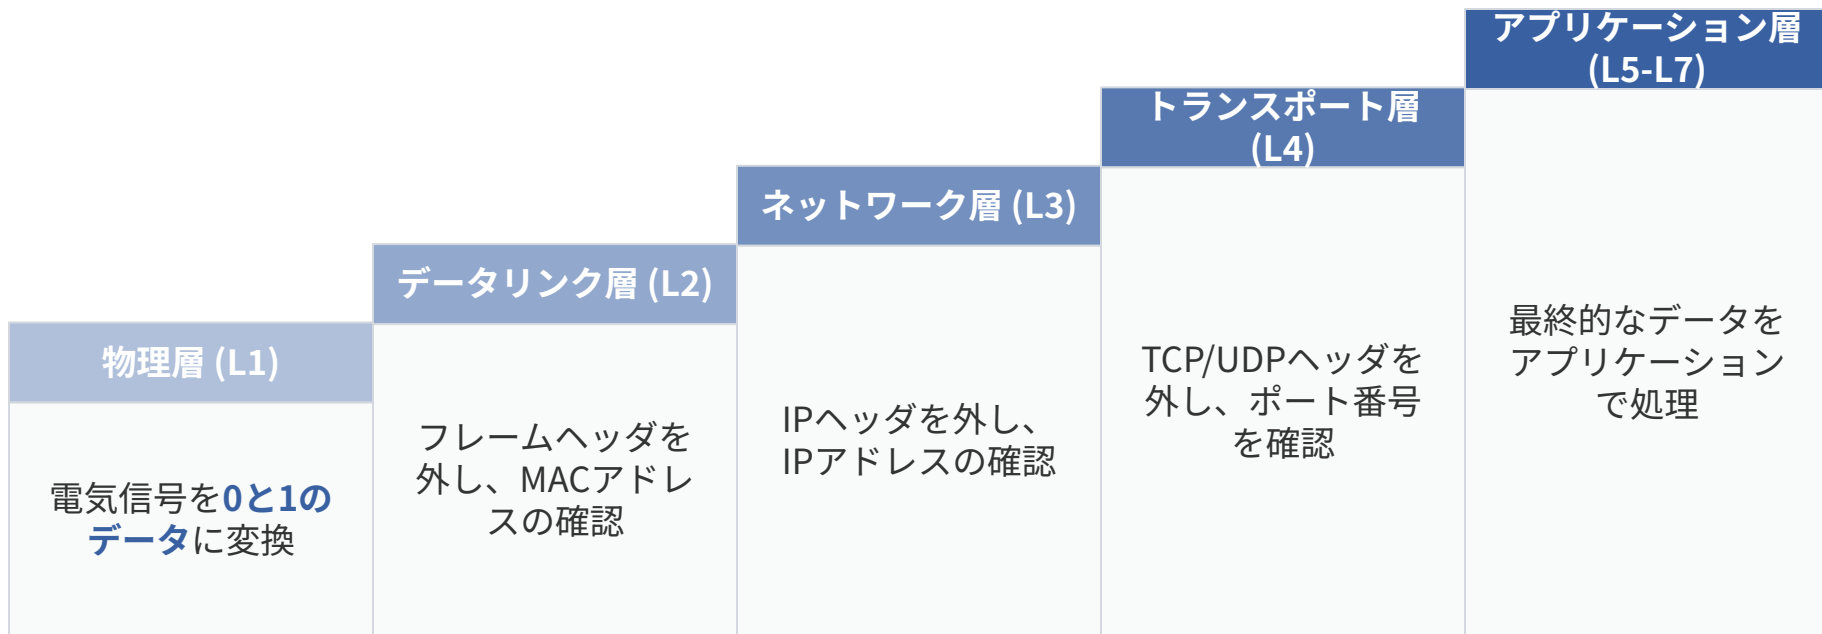 物理層 (L1)
電気信号を0と1の
データに変換
データリンク層 (L2)
フレームヘッダを
外し、MACアドレ
スの確認
ネットワーク層 (L3)
IPヘッダを外し、
IPアドレスの確認
トランスポート層
(L4)
TCP/UDPヘッダを
外し、ポート番号
を確認
アプリケーション層
(L5-L7)
最終的なデータを
アプリケーション
で処理